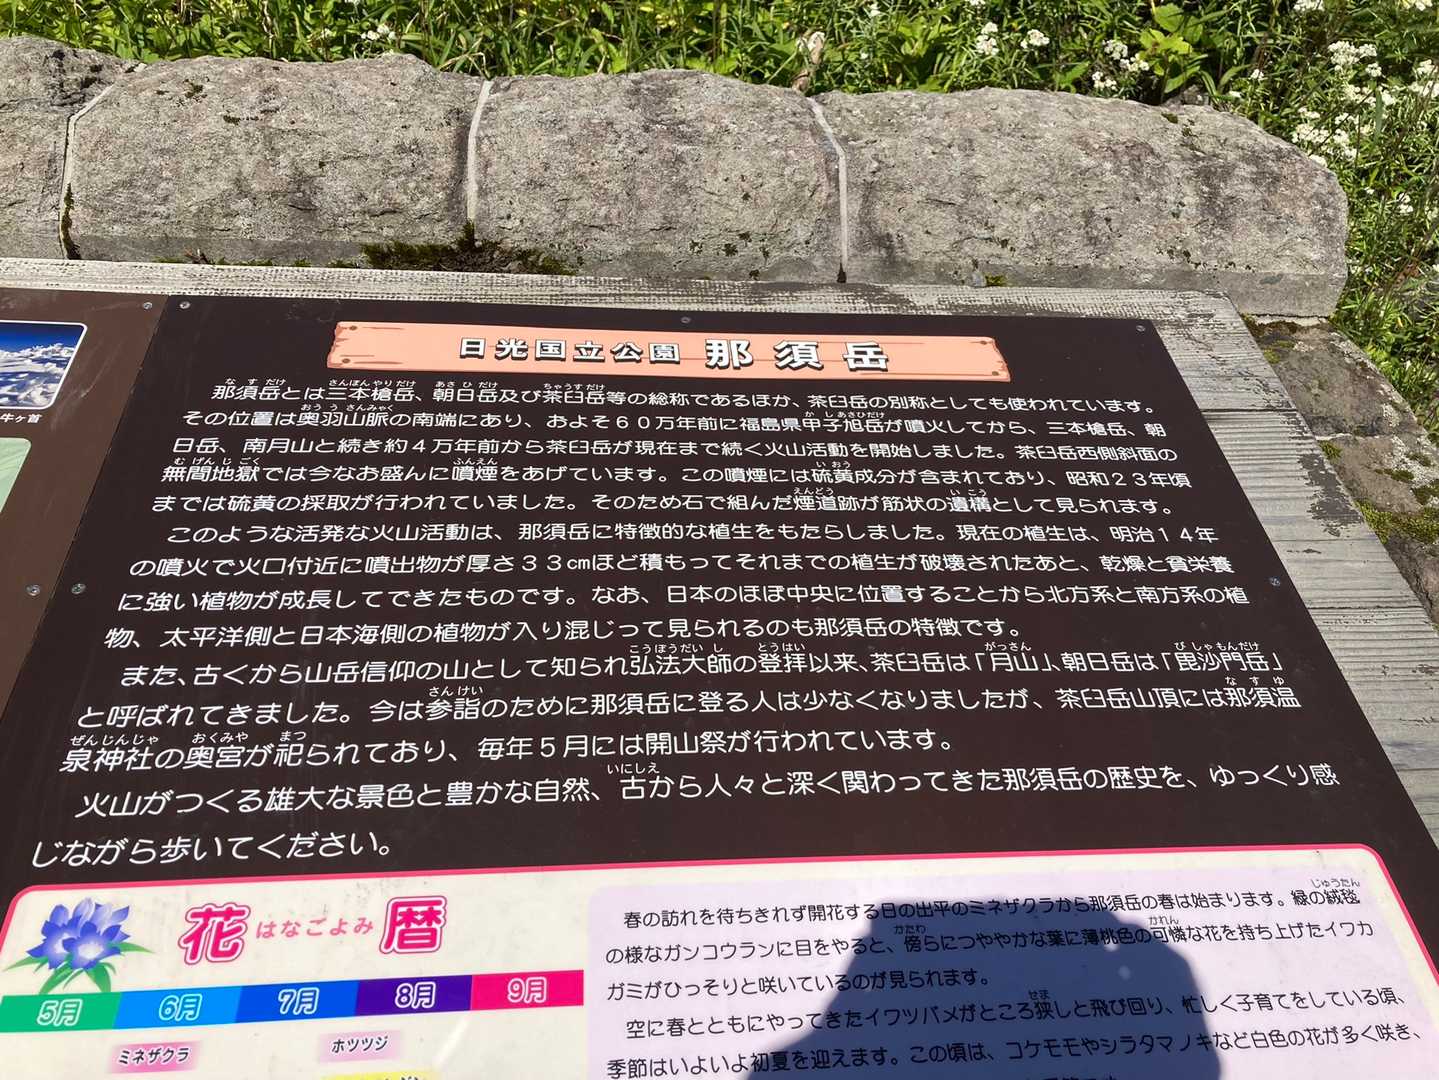 牛ヶ首
日光国立公園 那須岳
那須岳とは三本槍岳、朝日岳及び茶臼岳等の総称であるほか、茶臼岳の別称としても使われています。
その位置は奥羽山脈の南端にあり、およそ６０万年前に福島県甲子旭岳が噴火してから、三本槍岳、朝
日岳、南月山と続き約４万年前から茶臼岳が現在まで続く火山活動を開始しました。茶臼岳西側斜面の
無間地獄では今なお盛んに噴煙をあげています。この噴煙には硫黄成分が含まれており、昭和２３年頃
までは硫黄の採取が行われていました。そのため石で組んだ煙道跡が筋状の遺構として見られます。
このような活発な火山活動は、那須岳に特徴的な植生をもたらしました。現在の植生は、明治１４年
の噴火で火口付近に噴出物が厚さ３３㎝ほど積もってそれまでの植生が破壊されたあと、乾燥と貧栄養
に強い植物が成長してできたものです。なお、日本のほぼ中央に位置することから北方系と南方系の植
物、太平洋側と日本海側の植物が入り混じって見られるのも那須岳の特徴です。
また、古くから山岳信仰の山として知られ弘法大師の登拝以来、茶臼岳は「月山」、朝日岳は「毘沙門岳」
と呼ばれてきました。今は参詣のために那須岳に登る人は少なくなりましたが、茶臼岳山頂には那須温
泉神社の奥宮が祀られており、毎年５月には開山祭が行われています。
火山がつくる雄大な景色と豊かな自然、古から人々と深く関わってきた那須岳の歴史を、ゆっくり感
じながら歩いてください。
花はなごよみ暦
5月 6月 7月 8月 9月
ミネザクラ
ホツツジ
春の訪れを待ちきれず開花する日の出平のミネザクラから那須岳の春は始まります。緑の絨毯
の様なガンコウランに目をやると、傍らにつややかな葉に薄桃色の可憐な花を持ち上げたイワカ
ガミがひっそりと咲いているのが見られます。
空に春とともにやってきたイワツバメがところ狭しと飛び回り、忙しく子育てをしている頃、
季節はいよいよ初夏を迎えます。この頃は、コケモモやシラタマノキなど白色の花が多く咲き、